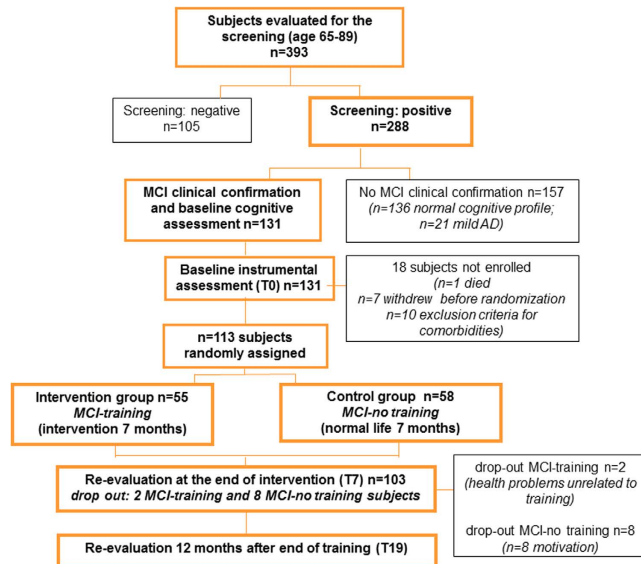 Subjects evaluated for the
screening (age 65-89)
n=393
Screening: negative
n=105
Screening: positive
n=288
MCI clinical confirmation
and baseline cognitive
assessment n=131
No MCI clinical confirmation n=157
(n=136 normal cognitive profile;
n=21 mild AD)
Baseline instrumental
assessment (T0) n=131
18 subjects not enrolled
(n=1 died
n=7 withdrew before randomization
n=10 exclusion criteria for
comorbidities)
n=113 subjects
randomly assigned
Intervention group n=55
MCI-training
(intervention 7 months)
Control group n=58
MCI-no training
(normal life 7 months)
Re-evaluation at the end of intervention (T7) n=103
drop out: 2 MCI-training and 8 MCI-no training subjects
drop-out MCI-training n=2
(health problems unrelated to
training)
drop-out MCI-no training n=8
(n=8 motivation)
Re-evaluation 12 months after end of training (T19)